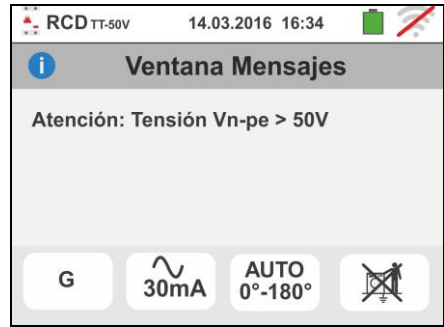 RCD TT-50V 14.03.2016 16:34
Ventana Mensajes
Atención: Tensión Vn-pe > 50V
G 30mA AUTO
0°-180°